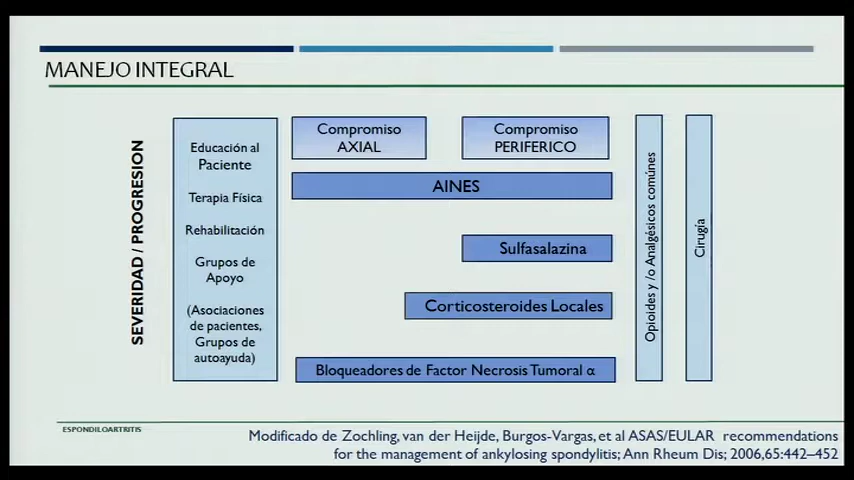 MANEJO INTEGRAL
SEVERIDAD / PROGRESION
Educación al
Paciente
Terapia Física
Rehabilitación
Grupos de
Apoyo
(Asociaciones
de pacientes,
Grupos de
autoayuda)
Compromiso
AXIAL
Compromiso
PERIFERICO
AINES
Sulfasalazina
Corticosteroides Locales
Bloqueadores de Factor Necrosis Tumoral α
Opioides y /o Analgésicos comúnes
Cirugía
ESPONDILOARTRITIS
Modificado de Zochling, van der Heijde, Burgos-Vargas, et al ASAS/EULAR recommendations
for the management of ankylosing spondylitis; Ann Rheum Dis; 2006,65:442–452